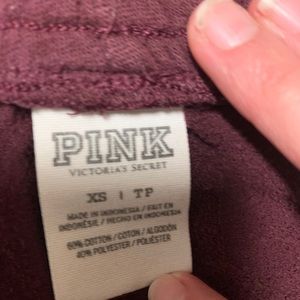 PINK
VICTORIA'S SECRET
XS | TP
MADE IN INDONESIA / FAIT EN
INDONÉSIE / HECHO EN INDONESIA
60% COTTON / COTON / ALGODÓN
40% POLYESTER / POLIÉSTER